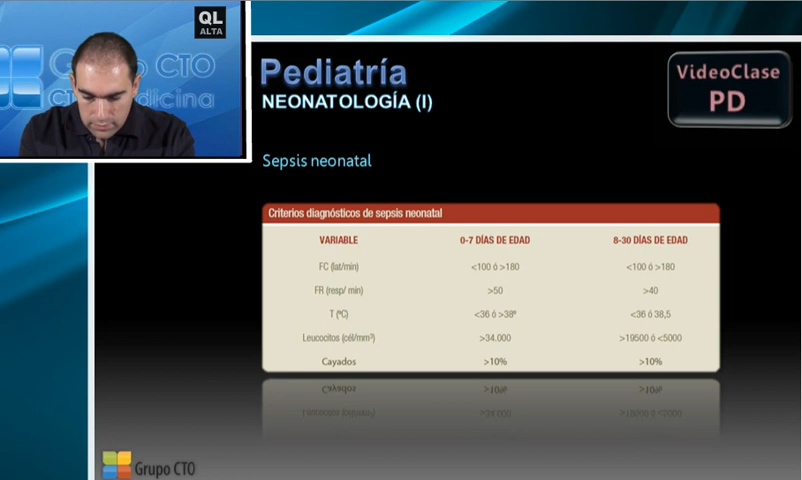 QL
ALTA
Grupo CTO
CTO Medicina
Pediatría
NEONATOLOGÍA (I)
VideoClase
PD
Sepsis neonatal
Criterios diagnósticos de sepsis neonatal
VARIABLE 0-7 DÍAS DE EDAD 8-30 DÍAS DE EDAD
FC (lat/min) <100 ó >180 <100 ó >180
FR (resp/ min) >50 >40
T (ºC) <36 ó >38º <36 ó 38,5
Leucocitos (cél/mm³) >34.000 >19500 ó <5000
Cayados >10% >10%
Grupo CTO